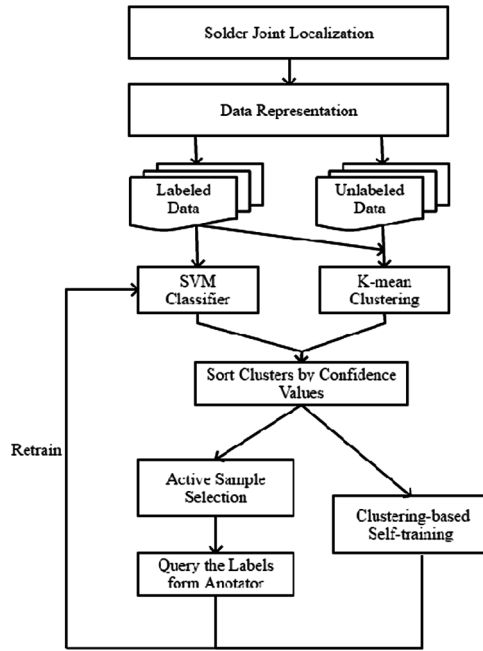 Solder Joint Localization
Data Representation
Labeled
Data
Unlabeled
Data
SVM
Classifier
K-mean
Clustering
Sort Clusters by Confidence
Values
Retrain
Active Sample
Selection
Clustering-based
Self-training
Query the Labels
form Anotator